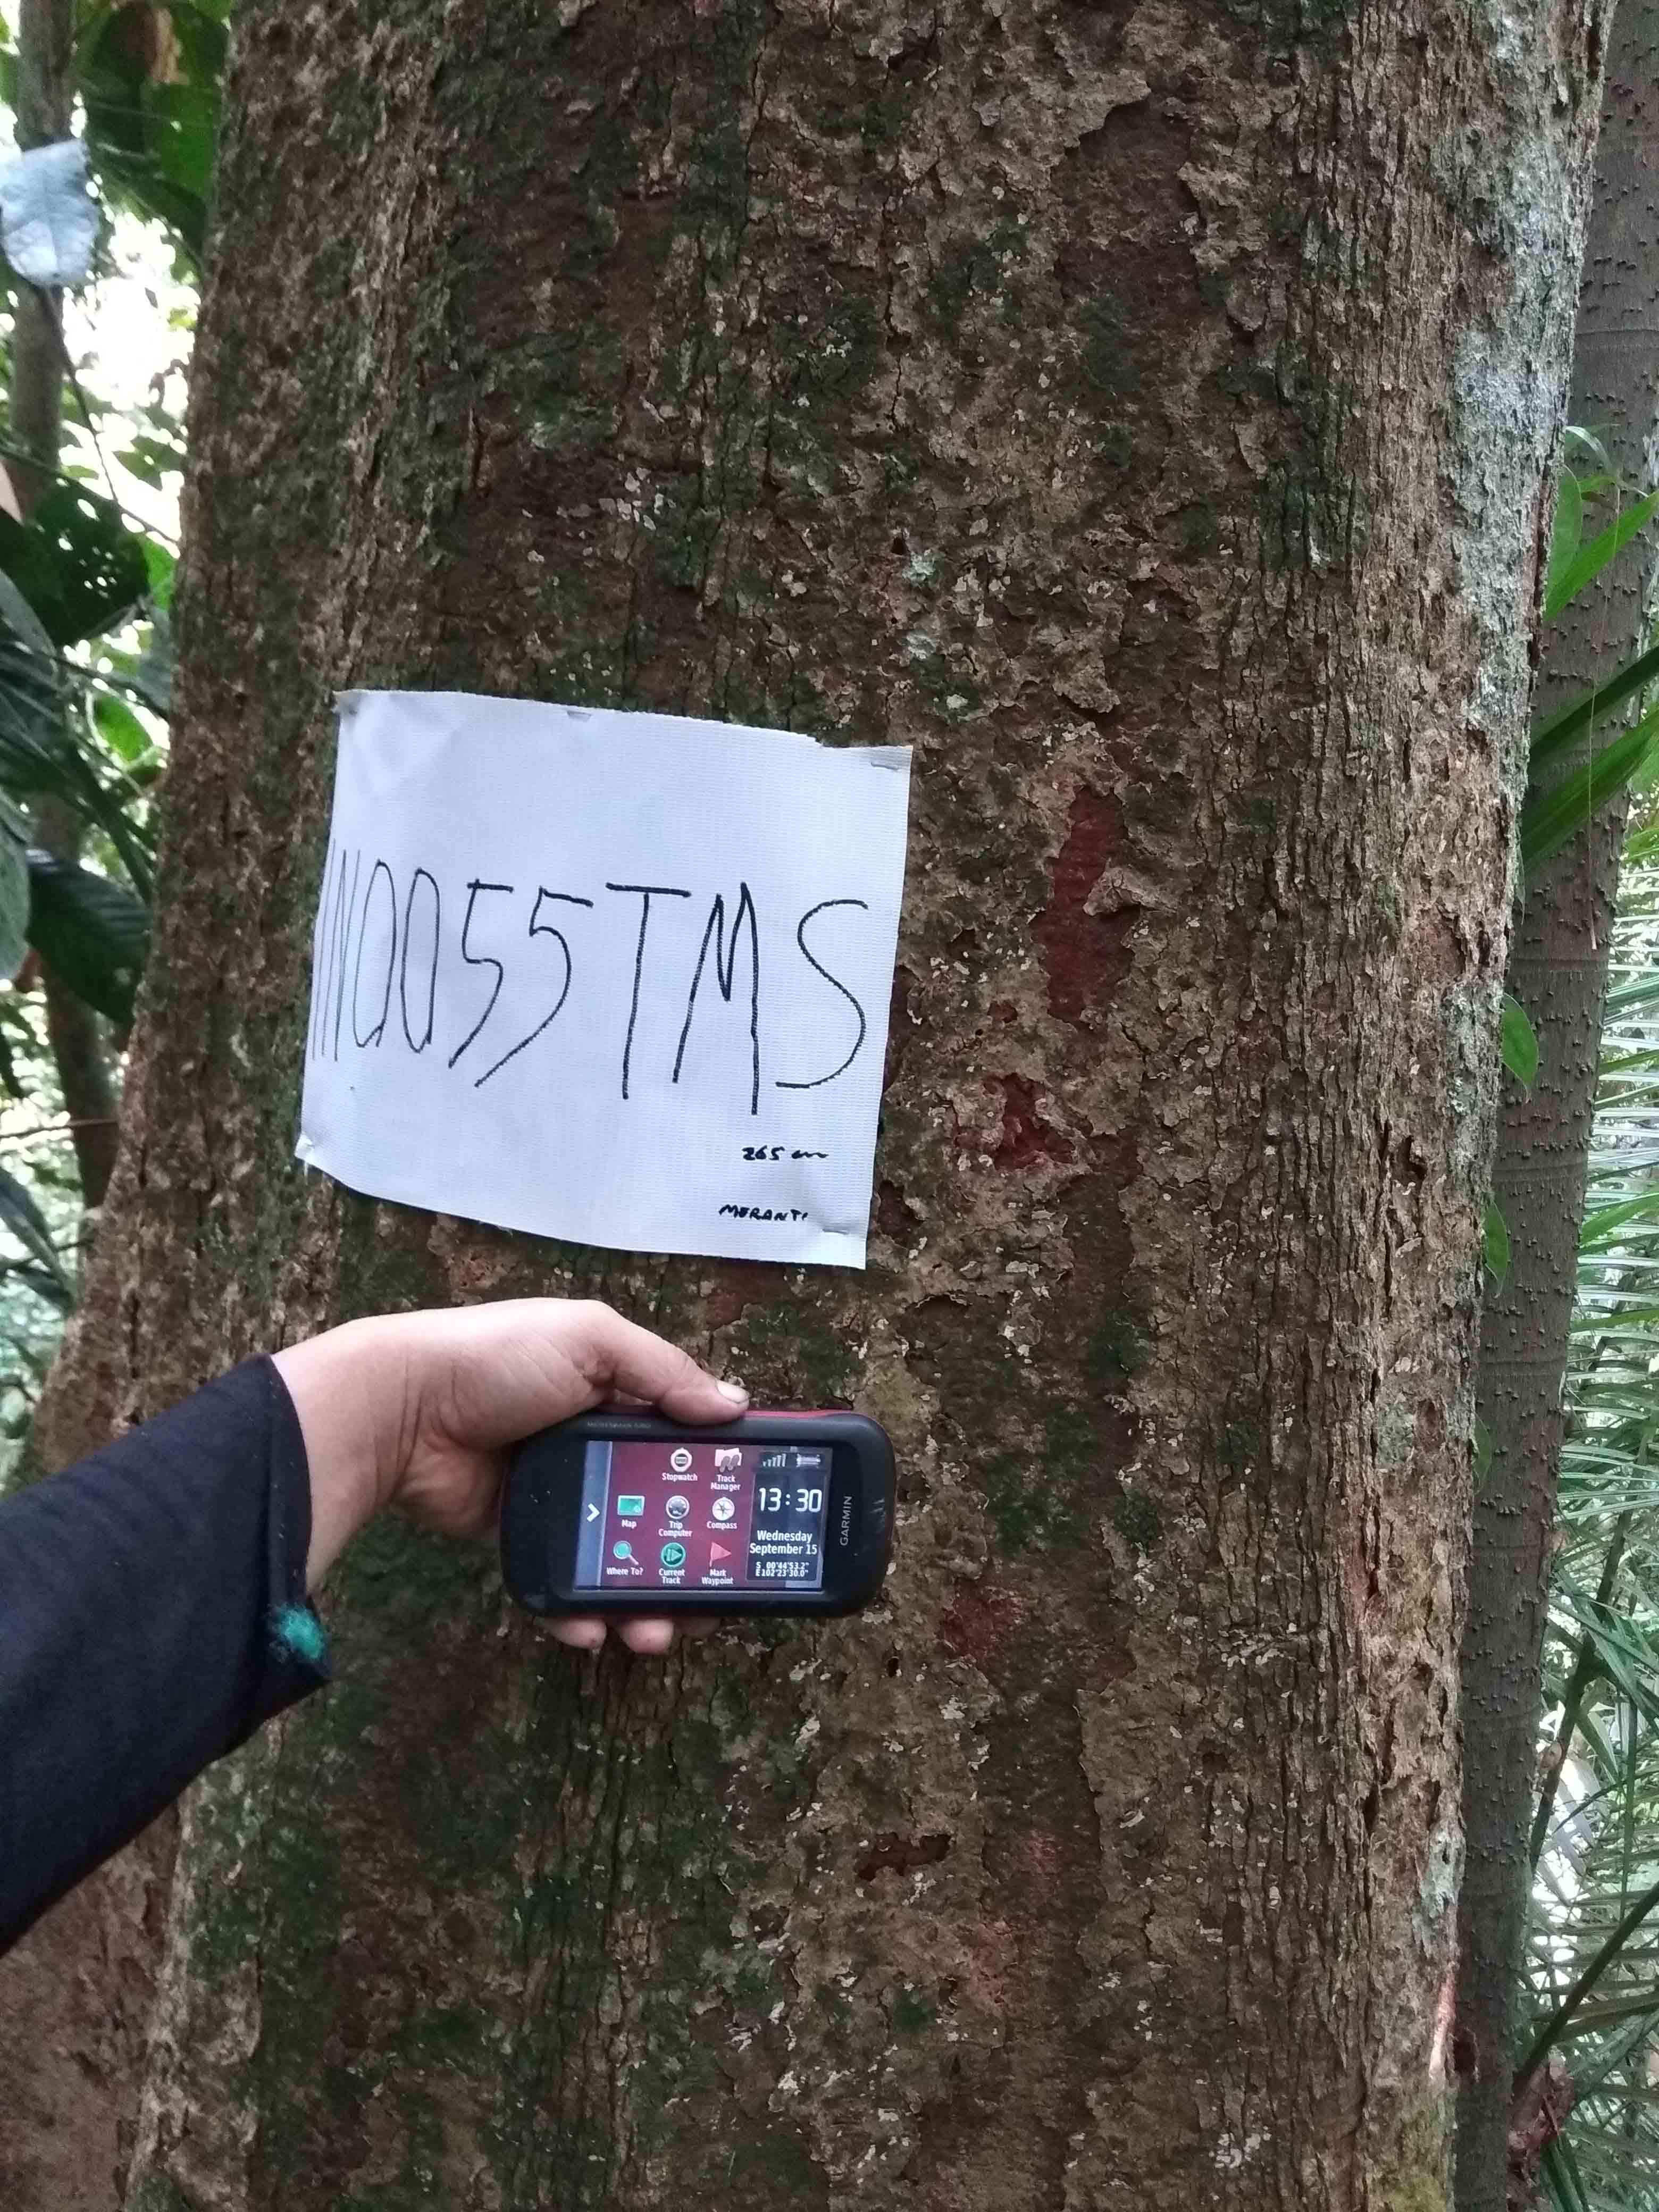 IN0055TMS
265 cm
MERANTI
Stopwatch
Track Manager
Map
Trip Computer
Compass
Where To?
Current Track
Mark Waypoint
13:30
Wednesday
September 15
S 00°44'53.2"
E102°23'30.0"
GARMIN